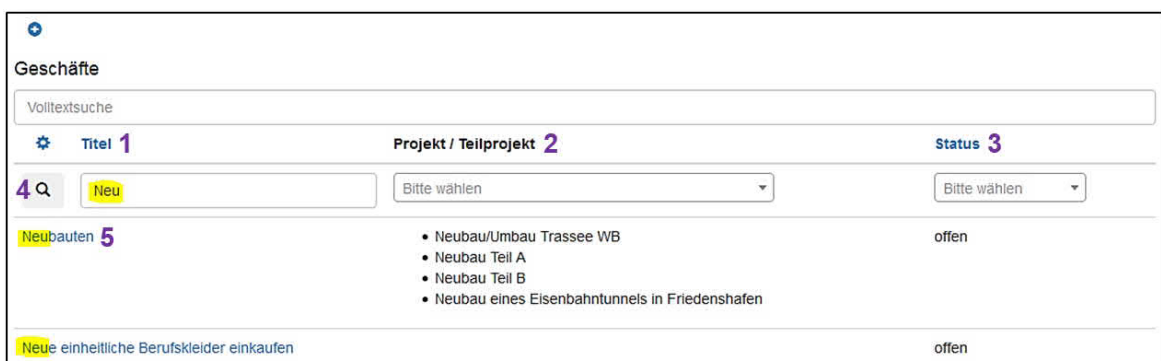 Geschäfte
Volltextsuche
Titel 1 Projekt / Teilprojekt 2 Status 3
4 Neu Bitte wählen Bitte wählen
Neubauten 5 • Neubau/Umbau Trassee WB offen
• Neubau Teil A
• Neubau Teil B
• Neubau eines Eisenbahntunnels in Friedenshafen
Neue einheitliche Berufskleider einkaufen offen